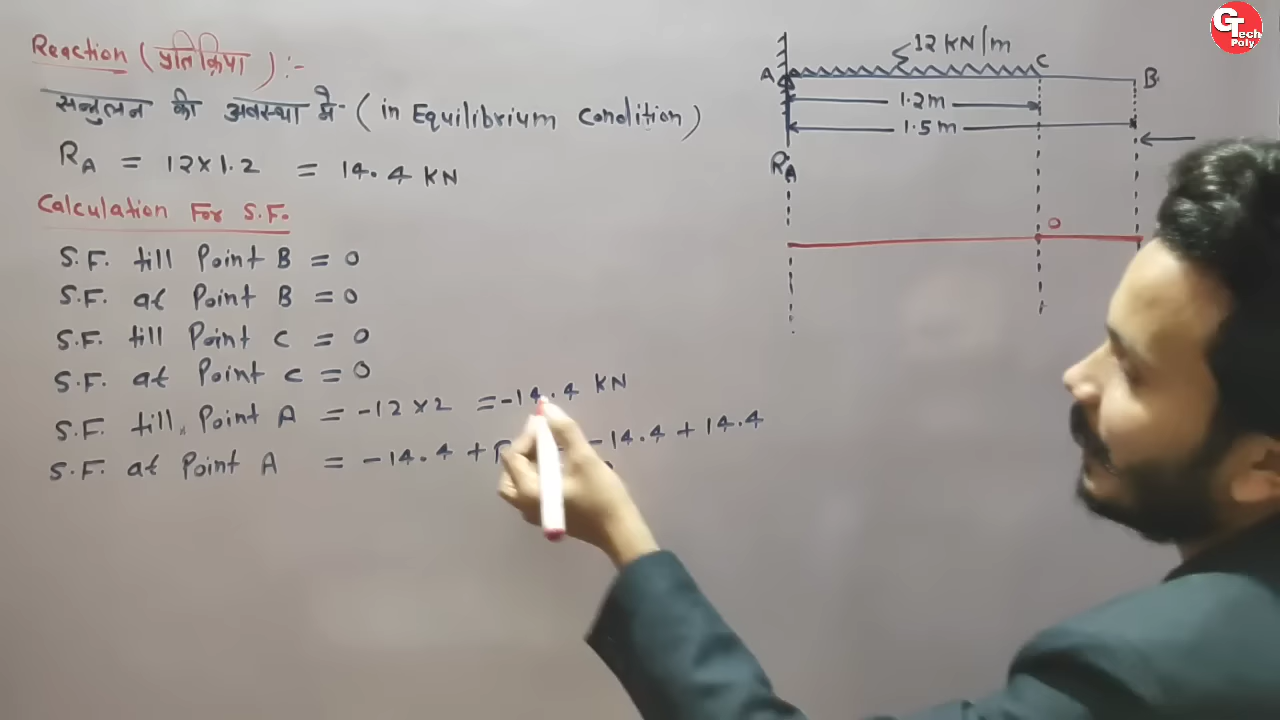 Reaction (प्रतिक्रिया) :-
सन्तुलन की अवस्था में - (in Equilibrium Condition)
RA = 12×1.2 = 14.4 KN
Calculation For S.F.
S.F. till Point B = 0
S.F. at Point B = 0
S.F. till Point C = 0
S.F. at Point C = 0
S.F. till Point A = -12×2 = -14.4 KN
S.F. at Point A = -14.4 + -14.4 + 14.4
12 KN/m
A C B
1.2m
1.5m
RA
0
GTech
Poly